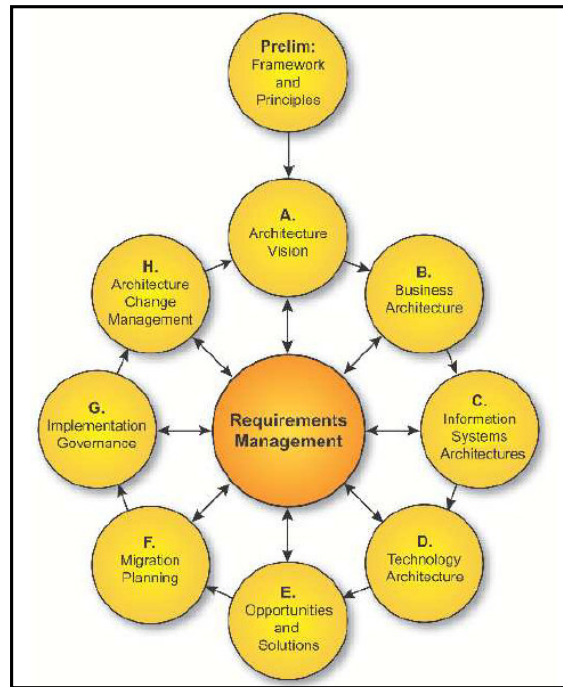 Prelim:
Framework
and
Principles
A.
Architecture
Vision
B.
Business
Architecture
C.
Information
Systems
Architectures
D.
Technology
Architecture
E.
Opportunities
and
Solutions
F.
Migration
Planning
G.
Implementation
Governance
H.
Architecture
Change
Management
Requirements
Management